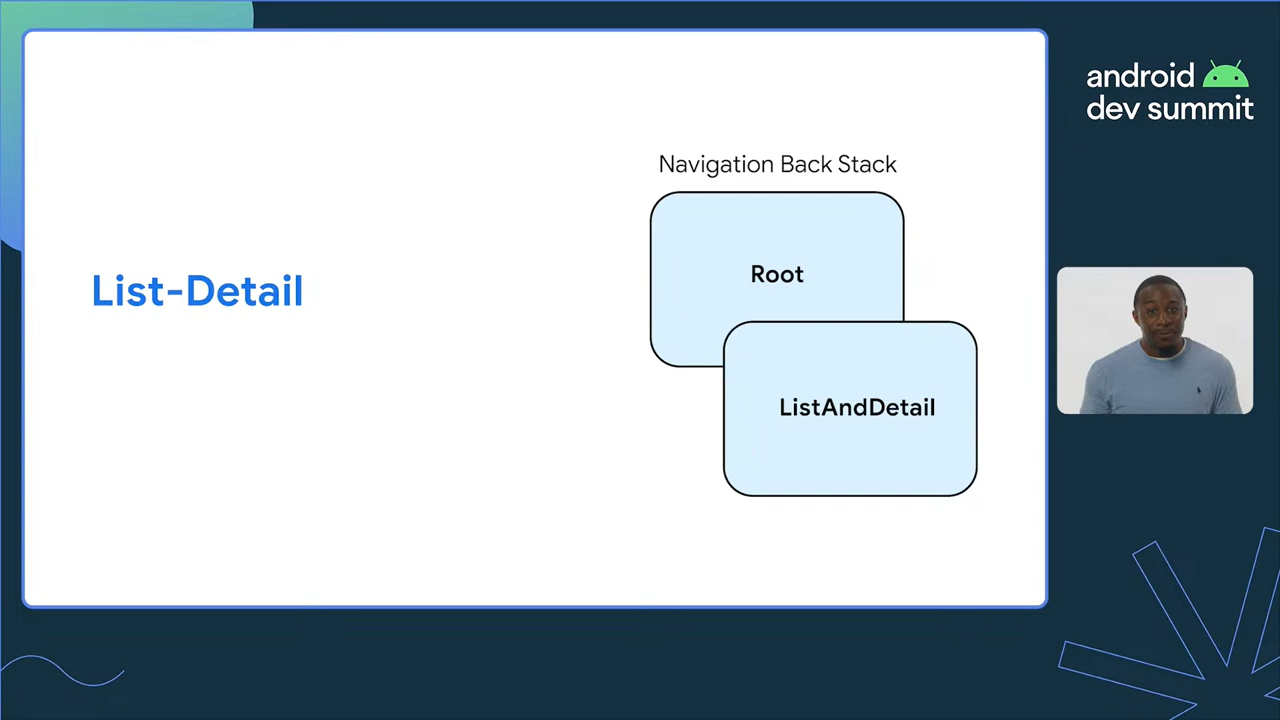 android
dev summit
Navigation Back Stack
Root
List-Detail
ListAndDetail